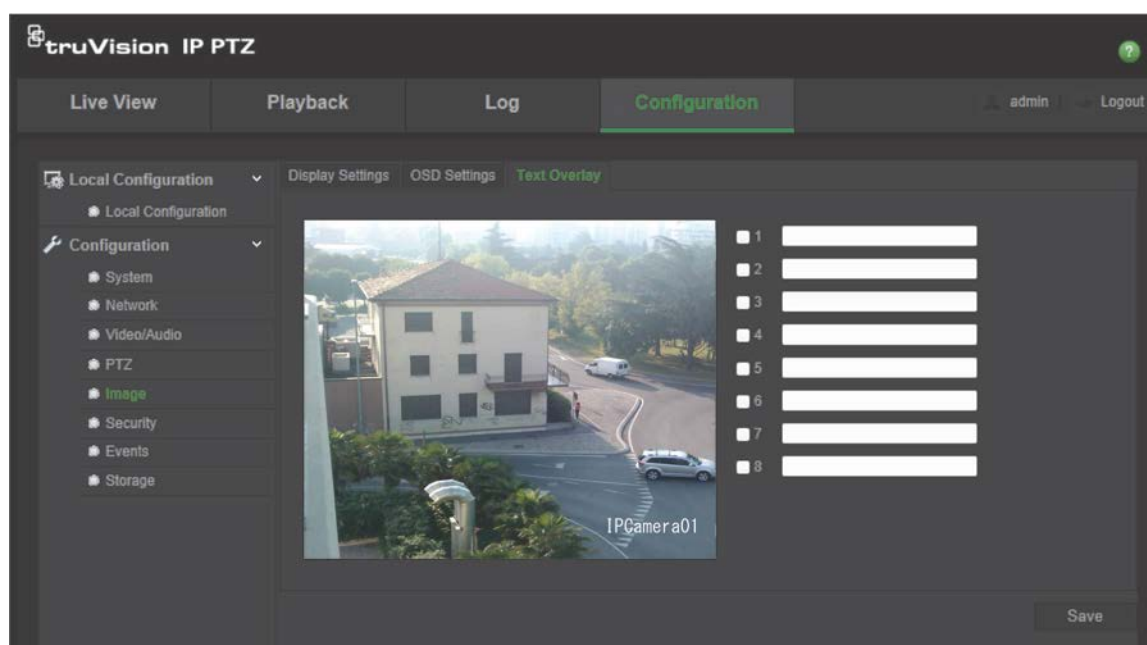 truVision IP PTZ
?
Live View Playback Log Configuration admin Logout
Local Configuration
Local Configuration
Configuration
System
Network
Video/Audio
PTZ
Image
Security
Events
Storage
Display Settings OSD Settings Text Overlay
1
2
3
4
5
6
7
8
IPCamera01
Save